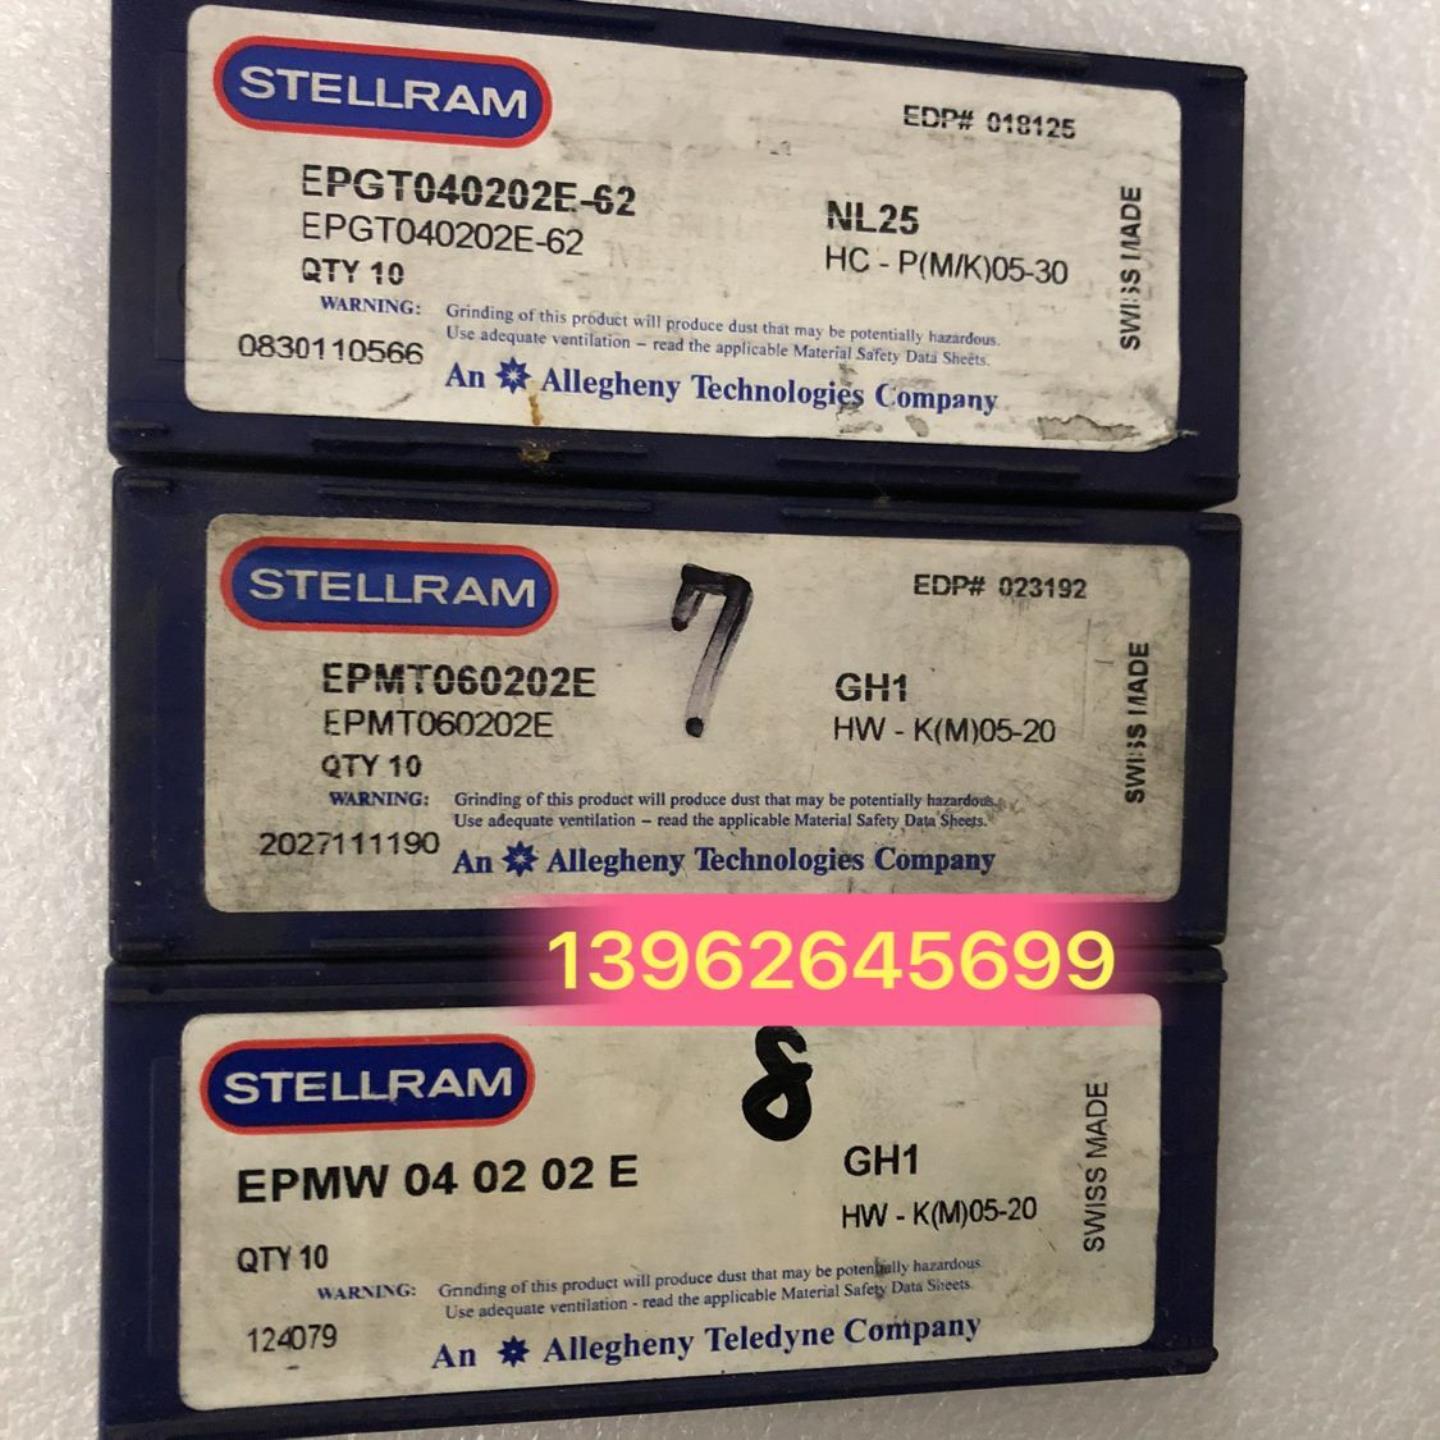 STELLRAM
EDP# 018125
EPGT040202E-62
EPGT040202E-62
NL25
HC - P(M/K)05-30
QTY 10
SWISS MADE
WARNING: Grinding of this product will produce dust that may be potentially hazardous.
Use adequate ventilation – read the applicable Material Safety Data Sheets.
0830110566
An Allegheny Technologies Company
STELLRAM
7
EDP# 023192
EPMT060202E
EPMT060202E
GH1
HW - K(M)05-20
QTY 10
SWISS MADE
WARNING: Grinding of this product will produce dust that may be potentially hazardous.
Use adequate ventilation – read the applicable Material Safety Data Sheets.
2027111190
An Allegheny Technologies Company
13962645699
STELLRAM
8
EPMW 04 02 02 E
GH1
HW - K(M)05-20
QTY 10
SWISS MADE
WARNING: Grinding of this product will produce dust that may be potentially hazardous
Use adequate ventilation - read the applicable Material Safety Data Sheets.
124079
An Allegheny Teledyne Company